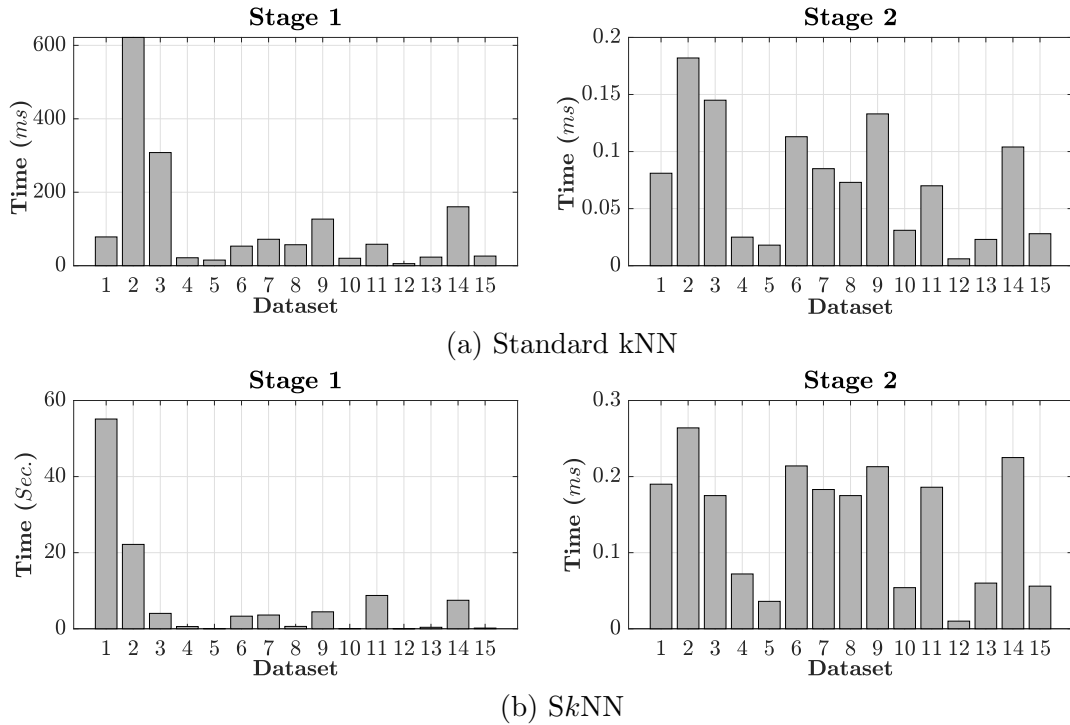 Stage 1
Time (ms)
600
400
200
0
1 2 3 4 5 6 7 8 9 10 11 12 13 14 15
Dataset
Stage 2
Time (ms)
0.2
0.15
0.1
0.05
0
1 2 3 4 5 6 7 8 9 10 11 12 13 14 15
Dataset
(a) Standard kNN
Stage 1
Time (Sec.)
60
40
20
0
1 2 3 4 5 6 7 8 9 10 11 12 13 14 15
Dataset
Stage 2
Time (ms)
0.3
0.2
0.1
0
1 2 3 4 5 6 7 8 9 10 11 12 13 14 15
Dataset
(b) SkNN